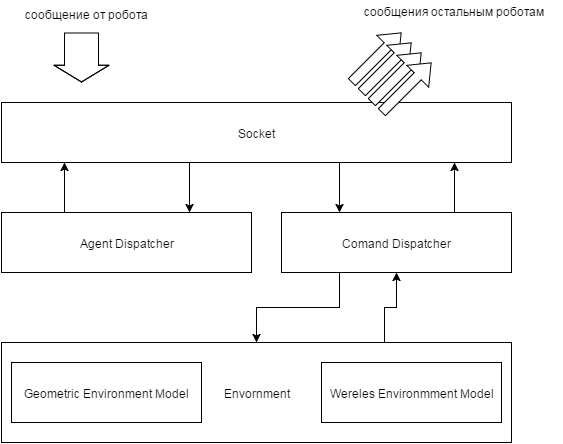 сообщение от робота
сообщения остальным роботам
Socket
Agent Dispatcher
Comand Dispatcher
Geometric Environment Model
Envornment
Wereles Environmment Model